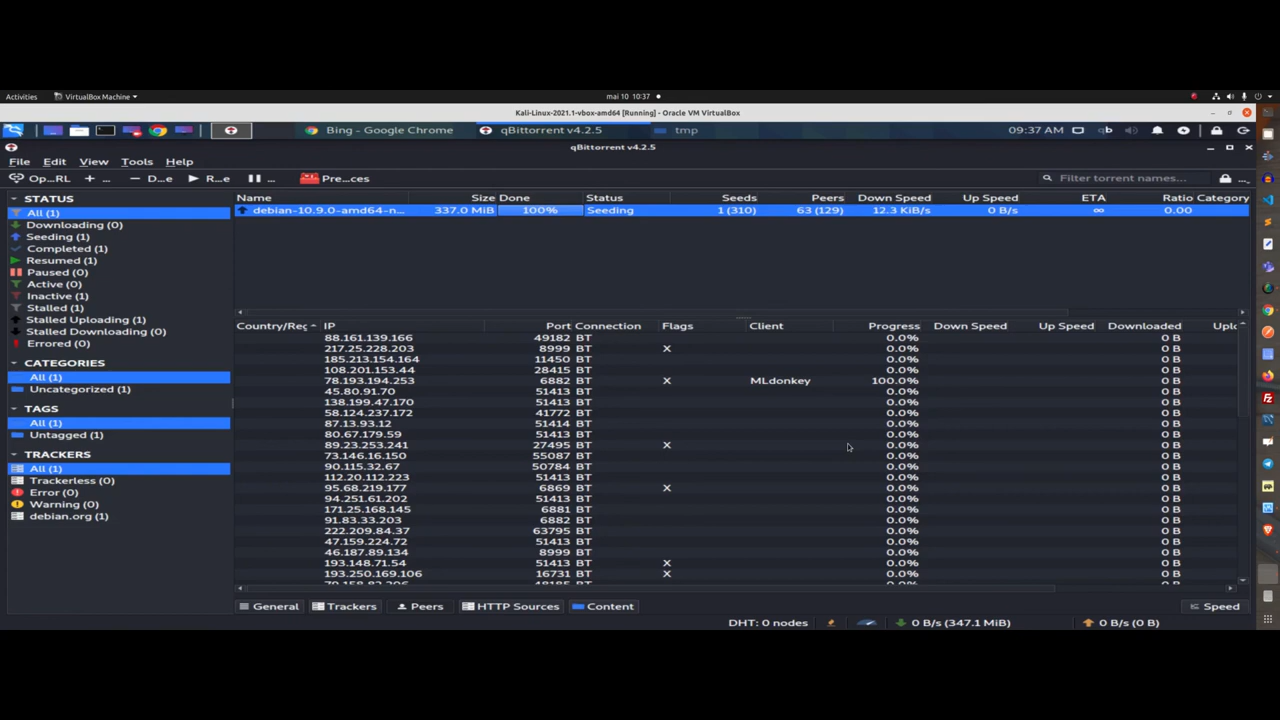 Activities VirtualBox Machine mai 10 10:37
Kali-Linux-2021.1-vbox-amd64 [Running] - Oracle VM VirtualBox
Bing - Google Chrome qBittorrent v4.2.5 tmp 09:37 AM
qBittorrent v4.2.5
File Edit View Tools Help
Op...RL ... D...e R...e ... Pre...ces Filter torrent names... ...
STATUS
All (1)
Downloading (0)
Seeding (1)
Completed (1)
Resumed (1)
Paused (0)
Active (0)
Inactive (1)
Stalled (1)
Stalled Uploading (1)
Stalled Downloading (0)
Errored (0)
CATEGORIES
All (1)
Uncategorized (1)
TAGS
All (1)
Untagged (1)
TRACKERS
All (1)
Trackerless (0)
Error (0)
Warning (0)
debian.org (1)
Name Size Done Status Seeds Peers Down Speed Up Speed ETA Ratio Category
debian-10.9.0-amd64-n... 337.0 MiB 100% Seeding 1 (310) 63 (129) 12.3 KiB/s 0 B/s ∞ 0.00
Country/Reg IP Port Connection Flags Client Progress Down Speed Up Speed Downloaded Uplo
88.161.139.166 49182 BT 0.0% 0 B
217.25.228.203 8999 BT X 0.0% 0 B
185.213.154.164 11450 BT 0.0% 0 B
108.201.153.44 28415 BT 0.0% 0 B
78.193.194.253 6882 BT X MLdonkey 100.0% 0 B
45.80.91.70 51413 BT 0.0% 0 B
138.199.47.170 51413 BT 0.0% 0 B
58.124.237.172 41772 BT 0.0% 0 B
87.13.93.12 51414 BT 0.0% 0 B
80.67.179.59 51413 BT 0.0% 0 B
89.23.253.241 27495 BT X 0.0% 0 B
73.146.16.150 55087 BT 0.0% 0 B
90.115.32.67 50784 BT 0.0% 0 B
112.20.112.223 51413 BT 0.0% 0 B
95.68.219.177 6869 BT X 0.0% 0 B
94.251.61.202 51413 BT 0.0% 0 B
171.25.168.145 6881 BT 0.0% 0 B
91.83.33.203 6882 BT 0.0% 0 B
222.209.84.37 63795 BT 0.0% 0 B
47.159.224.72 51413 BT 0.0% 0 B
46.187.89.134 8999 BT 0.0% 0 B
193.148.71.54 51413 BT X 0.0% 0 B
193.250.169.106 16731 BT X 0.0% 0 B
General Trackers Peers HTTP Sources Content Speed
DHT: 0 nodes 0 B/s (347.1 MiB) 0 B/s (0 B)